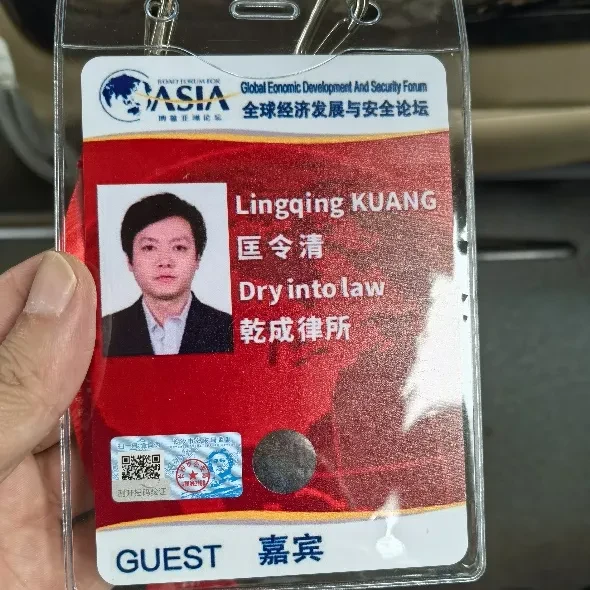 BOAO FORUM FOR
ASIA
博鳌亚洲论坛
Global Eonomic Development And Security Forum
全球经济发展与安全论坛
Lingqing KUANG
匡令清
Dry into law
乾成律所
GUEST 嘉宾